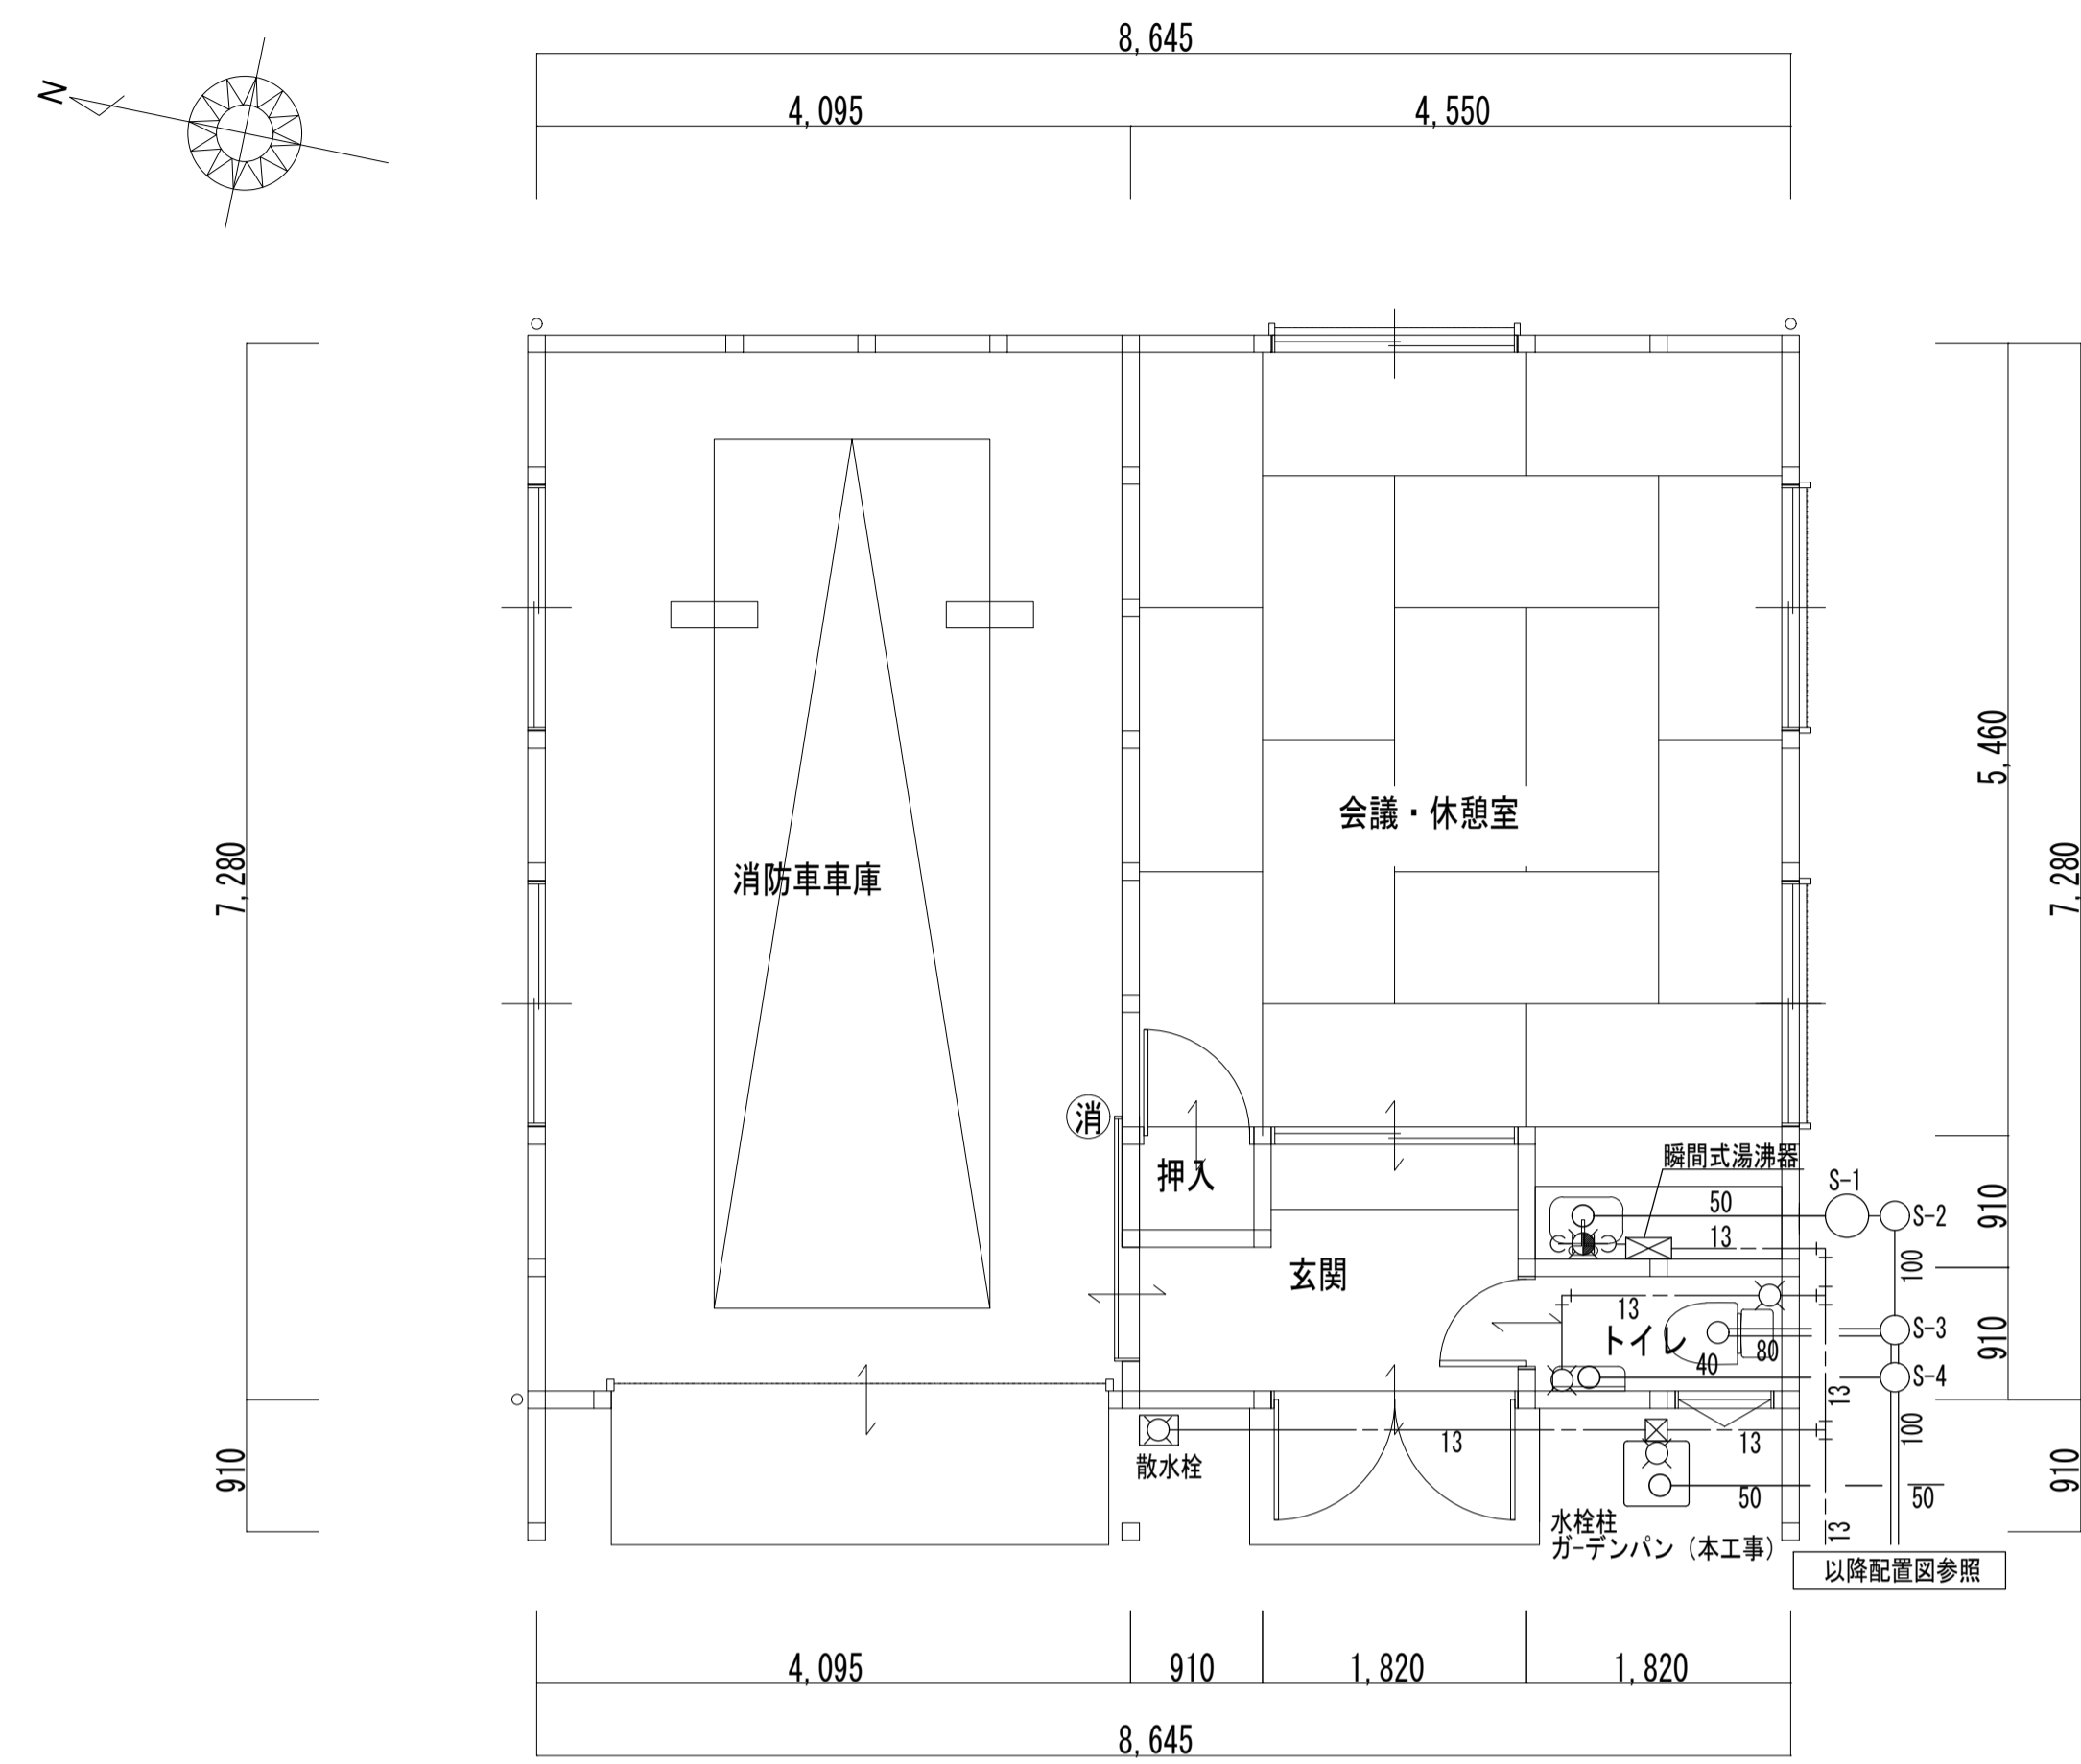 8,645
4,095
4,550
N
消防車車庫
会議・休憩室
7,280
5,460
7,280
消
押入
瞬間式湯沸器
50
13
S-1
S-2
910
100
玄関
13
トイレ
40
80
S-3
S-4
910
13
100
散水栓
13
13
50
50
13
水栓柱
ガーデンパン（本工事）
以降配置図参照
910
910
4,095
910
1,820
1,820
8,645